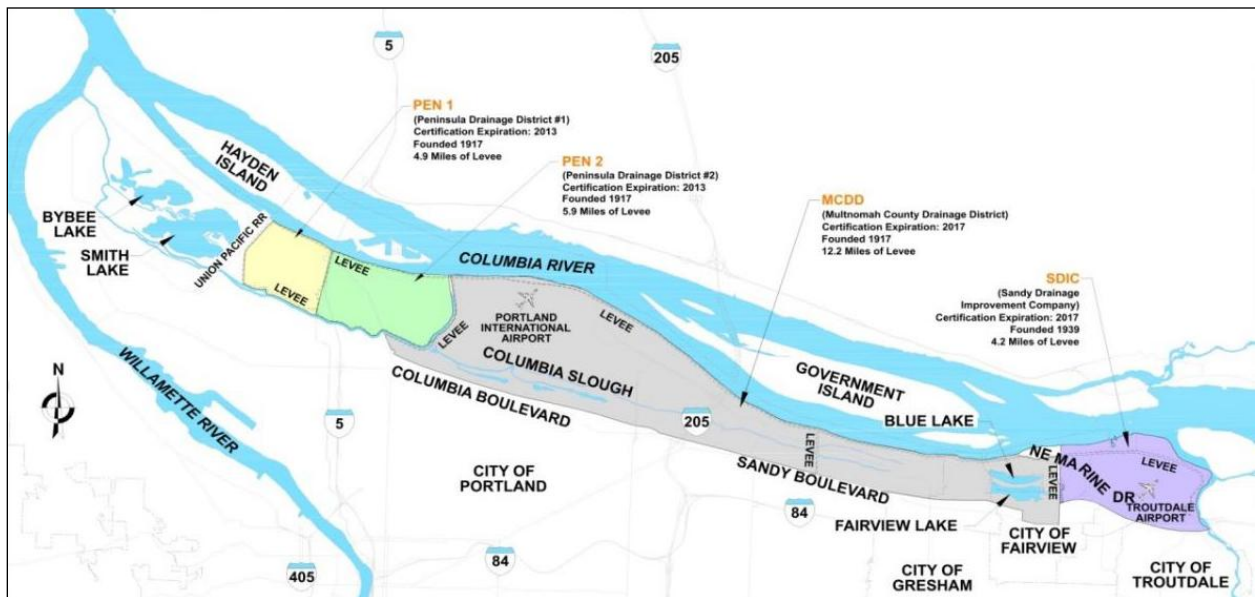 5
205
PEN 1
(Peninsula Drainage District #1)
Certification Expiration: 2013
Founded 1917
4.9 Miles of Levee
PEN 2
(Peninsula Drainage District #2)
Certification Expiration: 2013
Founded 1917
5.9 Miles of Levee
MCDD
(Multnomah County Drainage District)
Certification Expiration: 2017
Founded 1917
12.2 Miles of Levee
SDIC
(Sandy Drainage
Improvement Company)
Certification Expiration: 2017
Founded 1939
4.2 Miles of Levee
HAYDEN
ISLAND
BYBEE
LAKE
SMITH
LAKE
UNION PACIFIC RR
LEVEE
LEVEE
COLUMBIA RIVER
LEVEE
PORTLAND
INTERNATIONAL
AIRPORT
LEVEE
COLUMBIA SLOUGH
COLUMBIA BOULEVARD
GOVERNMENT
ISLAND
BLUE LAKE
205
LEVEE
SANDY BOULEVARD
NE MARINE DR
LEVEE
LEVEE
TROUTDALE
AIRPORT
N
WILLAMETTE RIVER
5
CITY OF
PORTLAND
84
FAIRVIEW LAKE
CITY OF
FAIRVIEW
84
405
CITY OF
GRESHAM
CITY OF
TROUTDALE